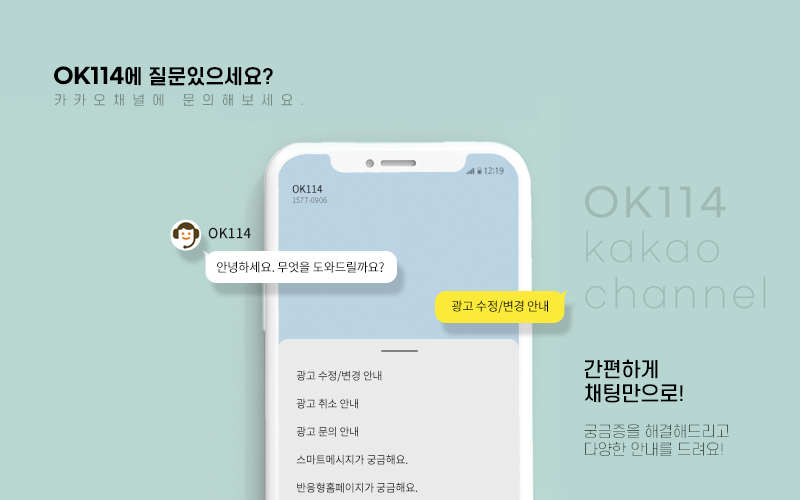 OK114에 질문있으세요?
카카오채널에 문의해보세요.
12:19
OK114
1577-0906
OK114
안녕하세요. 무엇을 도와드릴까요?
광고 수정/변경 안내
광고 수정/변경 안내
광고 취소 안내
광고 문의 안내
스마트메시지가 궁금해요.
반응형홈페이지가 궁금해요.
OK114
kakao
channel
간편하게
채팅만으로!
궁금증을 해결해드리고
다양한 안내를 드려요!